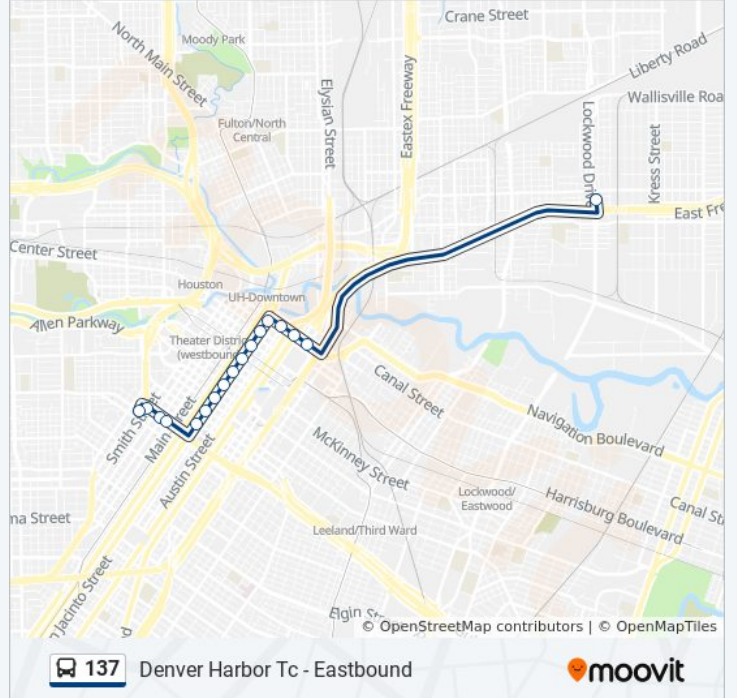 Crane Street
Moody Park
North Main Street
Liberty Road
Elysian Street
Eastex Freeway
Wallisville Roa
Lockwood Drive
Kress Street
Fulton/North
Central
East Fre
Center Street
Houston
UH-Downtown
Allen Parkway
Theater Distric
(westbound
Canal Street
Smith Street
Main Street
Austin Street
Navigation Boulevard
McKinney Street
Lockwood/
Eastwood
Harrisburg Boulevard
Canal St
na Street
Leeland/Third Ward
n Jacinto Street
Elgin St
d
© OpenStreetMap contributors | © OpenMapTiles
137 Denver Harbor Tc - Eastbound
moovit